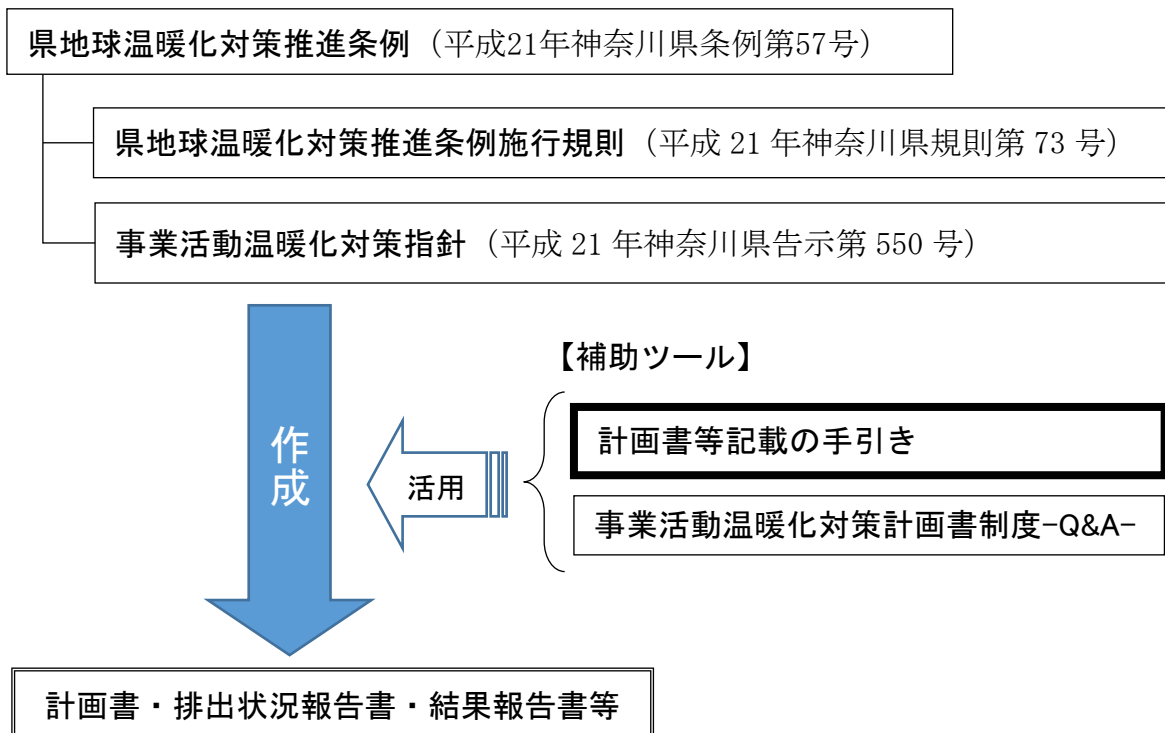 県地球温暖化対策推進条例（平成21年神奈川県条例第57号）
県地球温暖化対策推進条例施行規則（平成 21 年神奈川県規則第 73 号）
事業活動温暖化対策指針（平成 21 年神奈川県告示第 550 号）
【補助ツール】
計画書等記載の手引き
作成
活用
事業活動温暖化対策計画書制度-Q&A-
計画書・排出状況報告書・結果報告書等